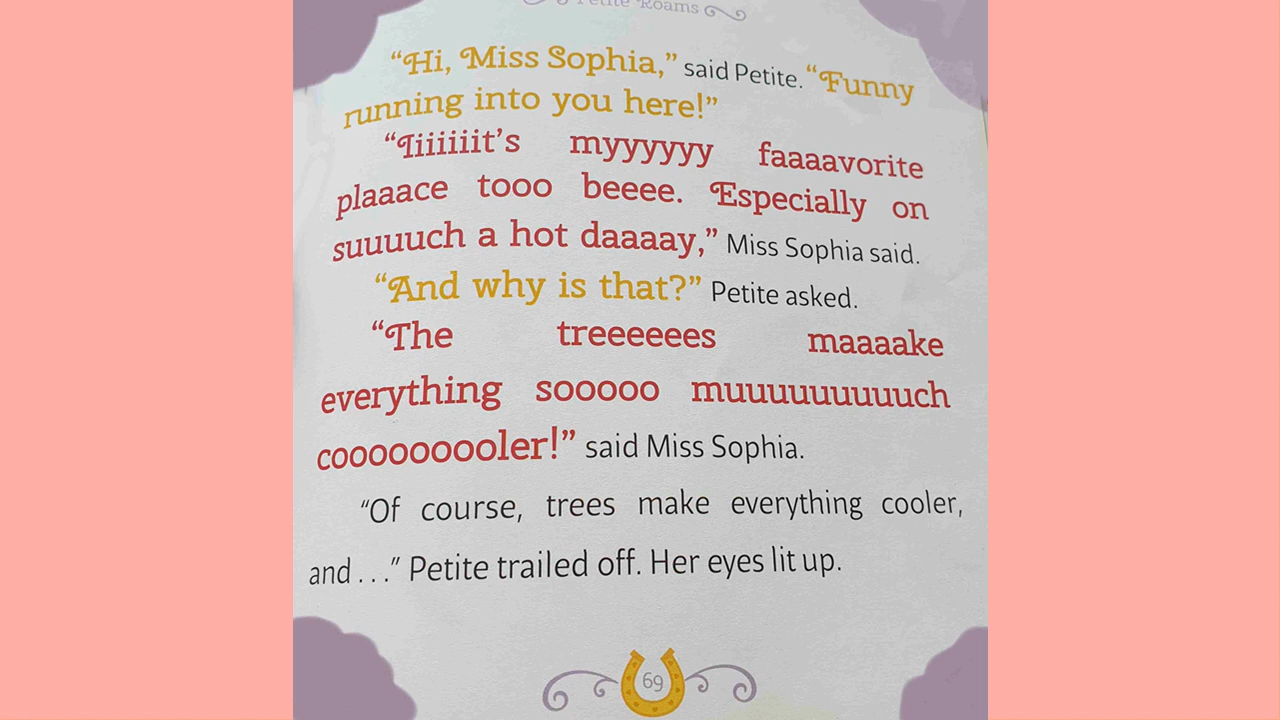 Petite Roams
“Hi, Miss Sophia,” said Petite. “Funny
running into you here!”
“Iiiiiiit’s myyyyyy faaaavorite
plaaace tooo beeee. Especially on
suuuuch a hot daaaay,” Miss Sophia said.
“And why is that?” Petite asked.
“The treeeeees maaaake
everything sooooo muuuuuuuuuch
cooooooooler!” said Miss Sophia.
“Of course, trees make everything cooler,
and . . .” Petite trailed off. Her eyes lit up.
69